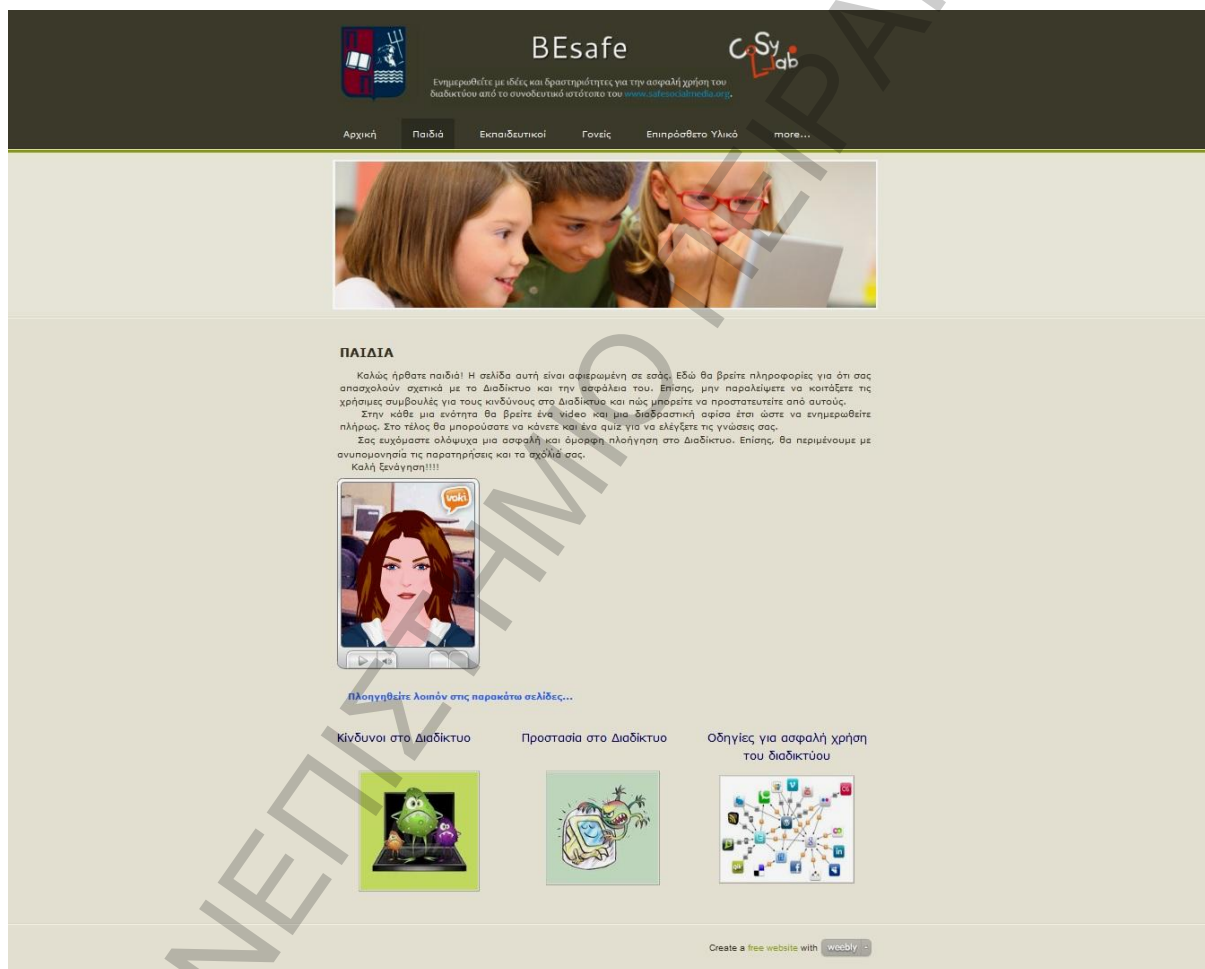 BEsafe
CoSy Lab
Ενημερωθείτε με ιδέες και δραστηριότητες για την ασφαλή χρήση του
διαδικτύου από το συνοδευτικό ιστότοπο του www.safesocialmedia.org.
Αρχική Παιδιά Εκπαιδευτικοί Γονείς Επιπρόσθετο Υλικό more...
ΠΑΙΔΙΑ
Καλώς ήρθατε παιδιά! Η σελίδα αυτή είναι αφιερωμένη σε εσάς. Εδώ θα βρείτε πληροφορίες για ότι σας
απασχολούν σχετικά με το Διαδίκτυο και την ασφάλεια του. Επίσης, μην παραλείψετε να κοιτάξετε τις
χρήσιμες συμβουλές για τους κινδύνους στο Διαδίκτυο και πώς μπορείτε να προστατευτείτε από αυτούς.
Στην κάθε μια ενότητα θα βρείτε ένα video και μια διαδραστική αφίσα έτσι ώστε να ενημερωθείτε
πλήρως. Στο τέλος θα μπορούσατε να κάνετε και ένα quiz για να ελέγξετε τις γνώσεις σας.
Σας ευχόμαστε ολόψυχα μια ασφαλή και όμορφη πλοήγηση στο Διαδίκτυο. Επίσης, θα περιμένουμε με
ανυπομονησία τις παρατηρήσεις και τα σχόλιά σας.
Καλή ξενάγηση!!!!
voki
Πλοηγηθείτε λοιπόν στις παρακάτω σελίδες...
Κίνδυνοι στο Διαδίκτυο Προστασία στο Διαδίκτυο Οδηγίες για ασφαλή χρήση
του διαδικτύου
Create a free website with weebly
ΝΕΠΙΣΤΗΜΙΟ ΠΕΙΡΑ